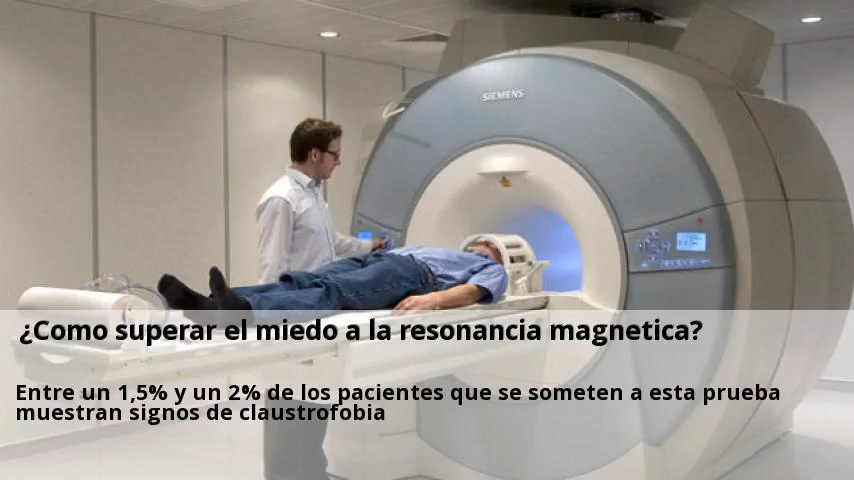 SIEMENS
¿Como superar el miedo a la resonancia magnetica?
Entre un 1,5% y un 2% de los pacientes que se someten a esta prueba
muestran signos de claustrofobia